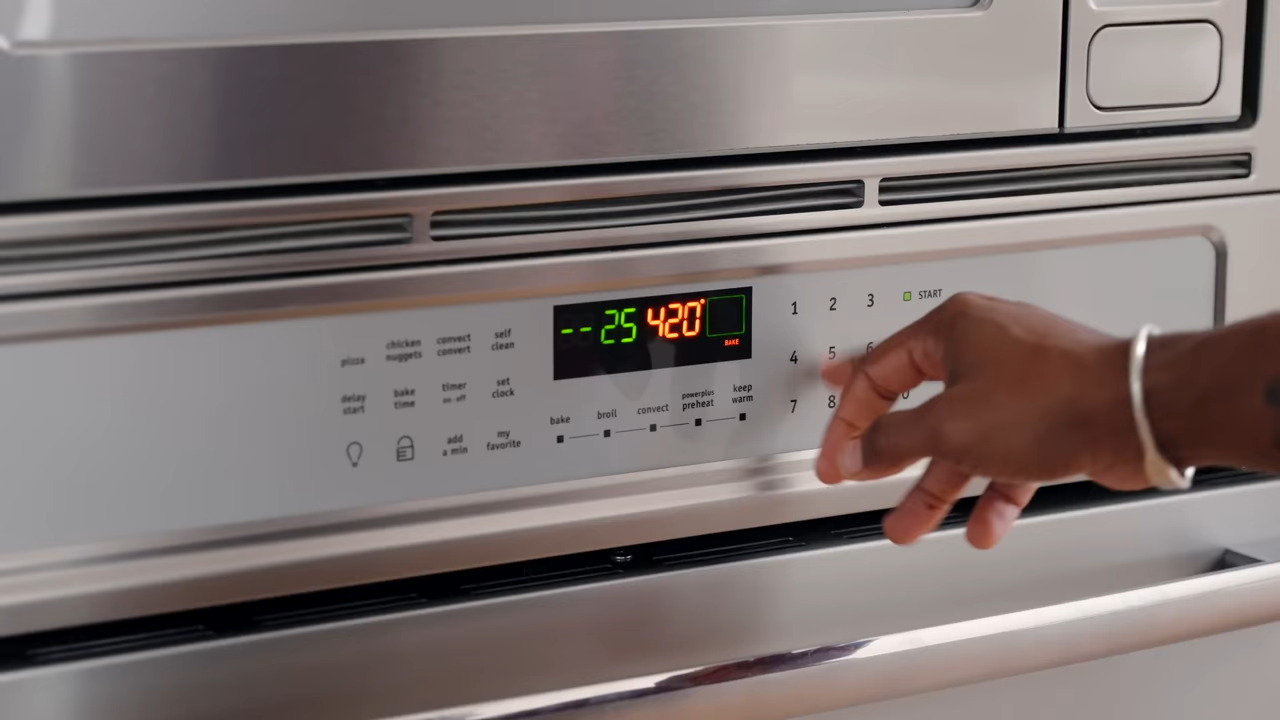 pizza
chicken
nuggets
convect
convert
self
clean
delay
start
bake
time
timer
on-off
set
clock
add
a min
my
favorite
--25 420°
BAKE
bake
broil
convect
powerplus
preheat
keep
warm
1 2 3
START
4 5 6
7 8 0